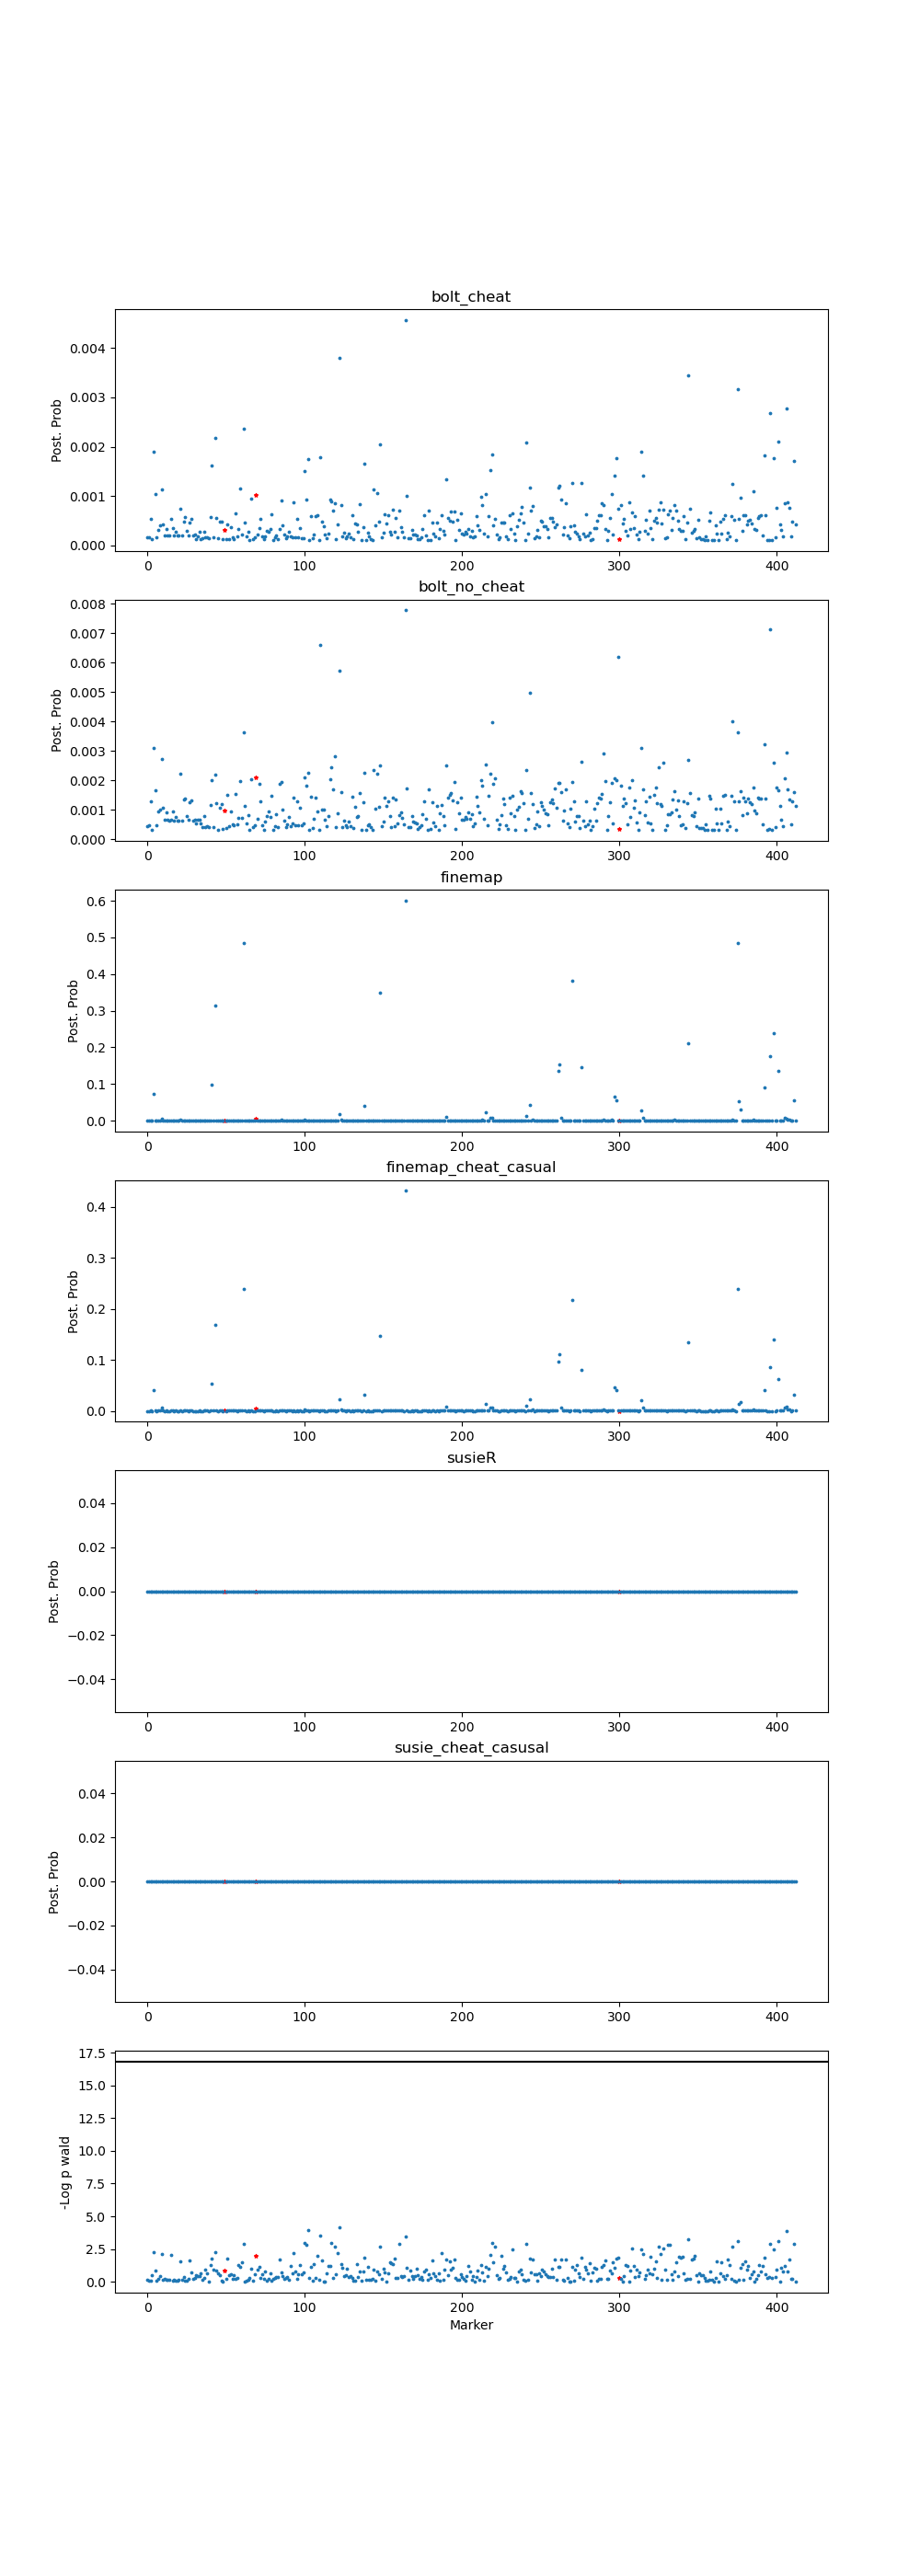 bolt_cheat
0.004
0.003
0.002
0.001
0.000
Post. Prob
0 100 200 300 400
bolt_no_cheat
0.008
0.007
0.006
0.005
0.004
0.003
0.002
0.001
0.000
Post. Prob
0 100 200 300 400
finemap
0.6
0.5
0.4
0.3
0.2
0.1
0.0
Post. Prob
0 100 200 300 400
finemap_cheat_casual
0.4
0.3
0.2
0.1
0.0
Post. Prob
0 100 200 300 400
susieR
0.04
0.02
0.00
−0.02
−0.04
Post. Prob
0 100 200 300 400
susie_cheat_casusal
0.04
0.02
0.00
−0.02
−0.04
Post. Prob
0 100 200 300 400
17.5
15.0
12.5
10.0
7.5
5.0
2.5
0.0
-Log p wald
0 100 200 300 400
Marker